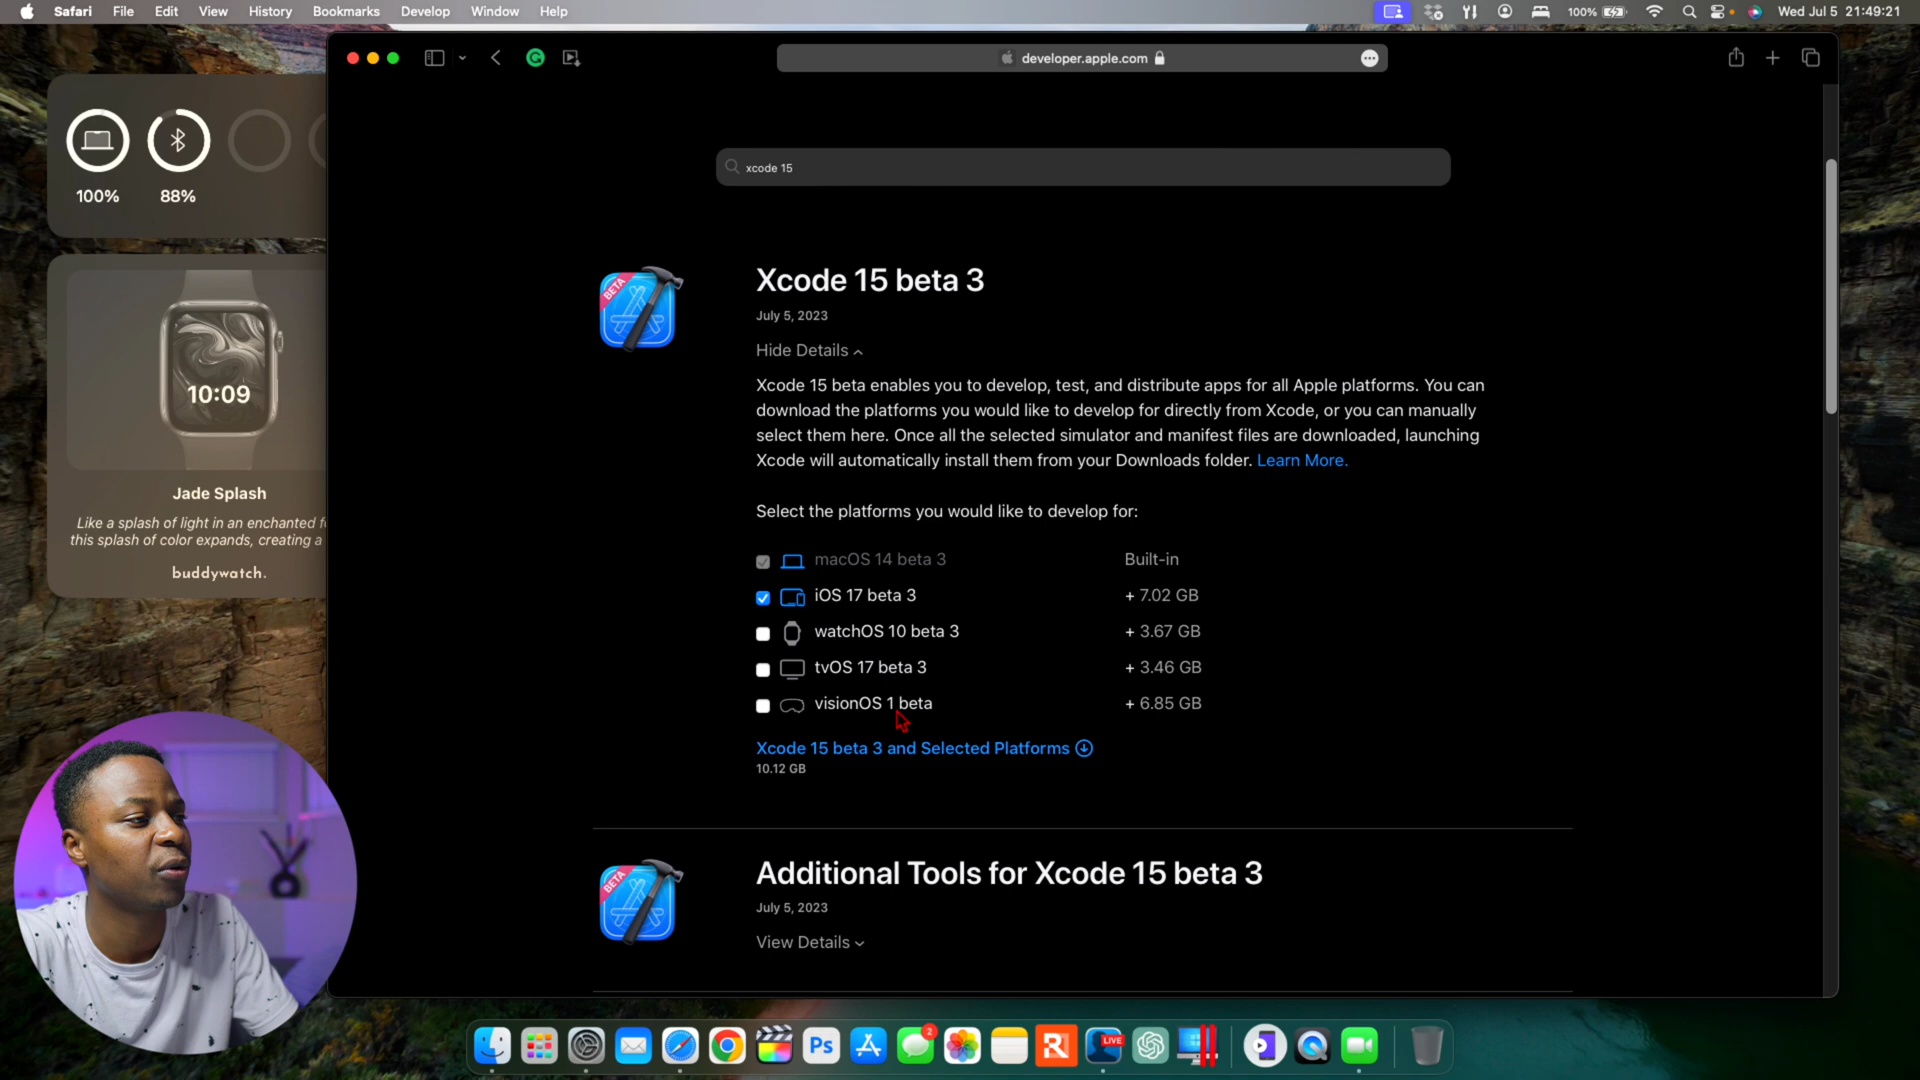 Safari File Edit View History Bookmarks Develop Window Help
100% Wed Jul 5 21:49:21
developer.apple.com
xcode 15
100% 88%
10:09
Jade Splash
Like a splash of light in an enchanted
this splash of color expands, creating a
buddywatch.
Xcode 15 beta 3
July 5, 2023
Hide Details
Xcode 15 beta enables you to develop, test, and distribute apps for all Apple platforms. You can
download the platforms you would like to develop for directly from Xcode, or you can manually
select them here. Once all the selected simulator and manifest files are downloaded, launching
Xcode will automatically install them from your Downloads folder. Learn More.
Select the platforms you would like to develop for:
macOS 14 beta 3 Built-in
iOS 17 beta 3 + 7.02 GB
watchOS 10 beta 3 + 3.67 GB
tvOS 17 beta 3 + 3.46 GB
visionOS 1 beta + 6.85 GB
Xcode 15 beta 3 and Selected Platforms
10.12 GB
BETA
Additional Tools for Xcode 15 beta 3
July 5, 2023
View Details
BETA
Ps
2
R
LIVE